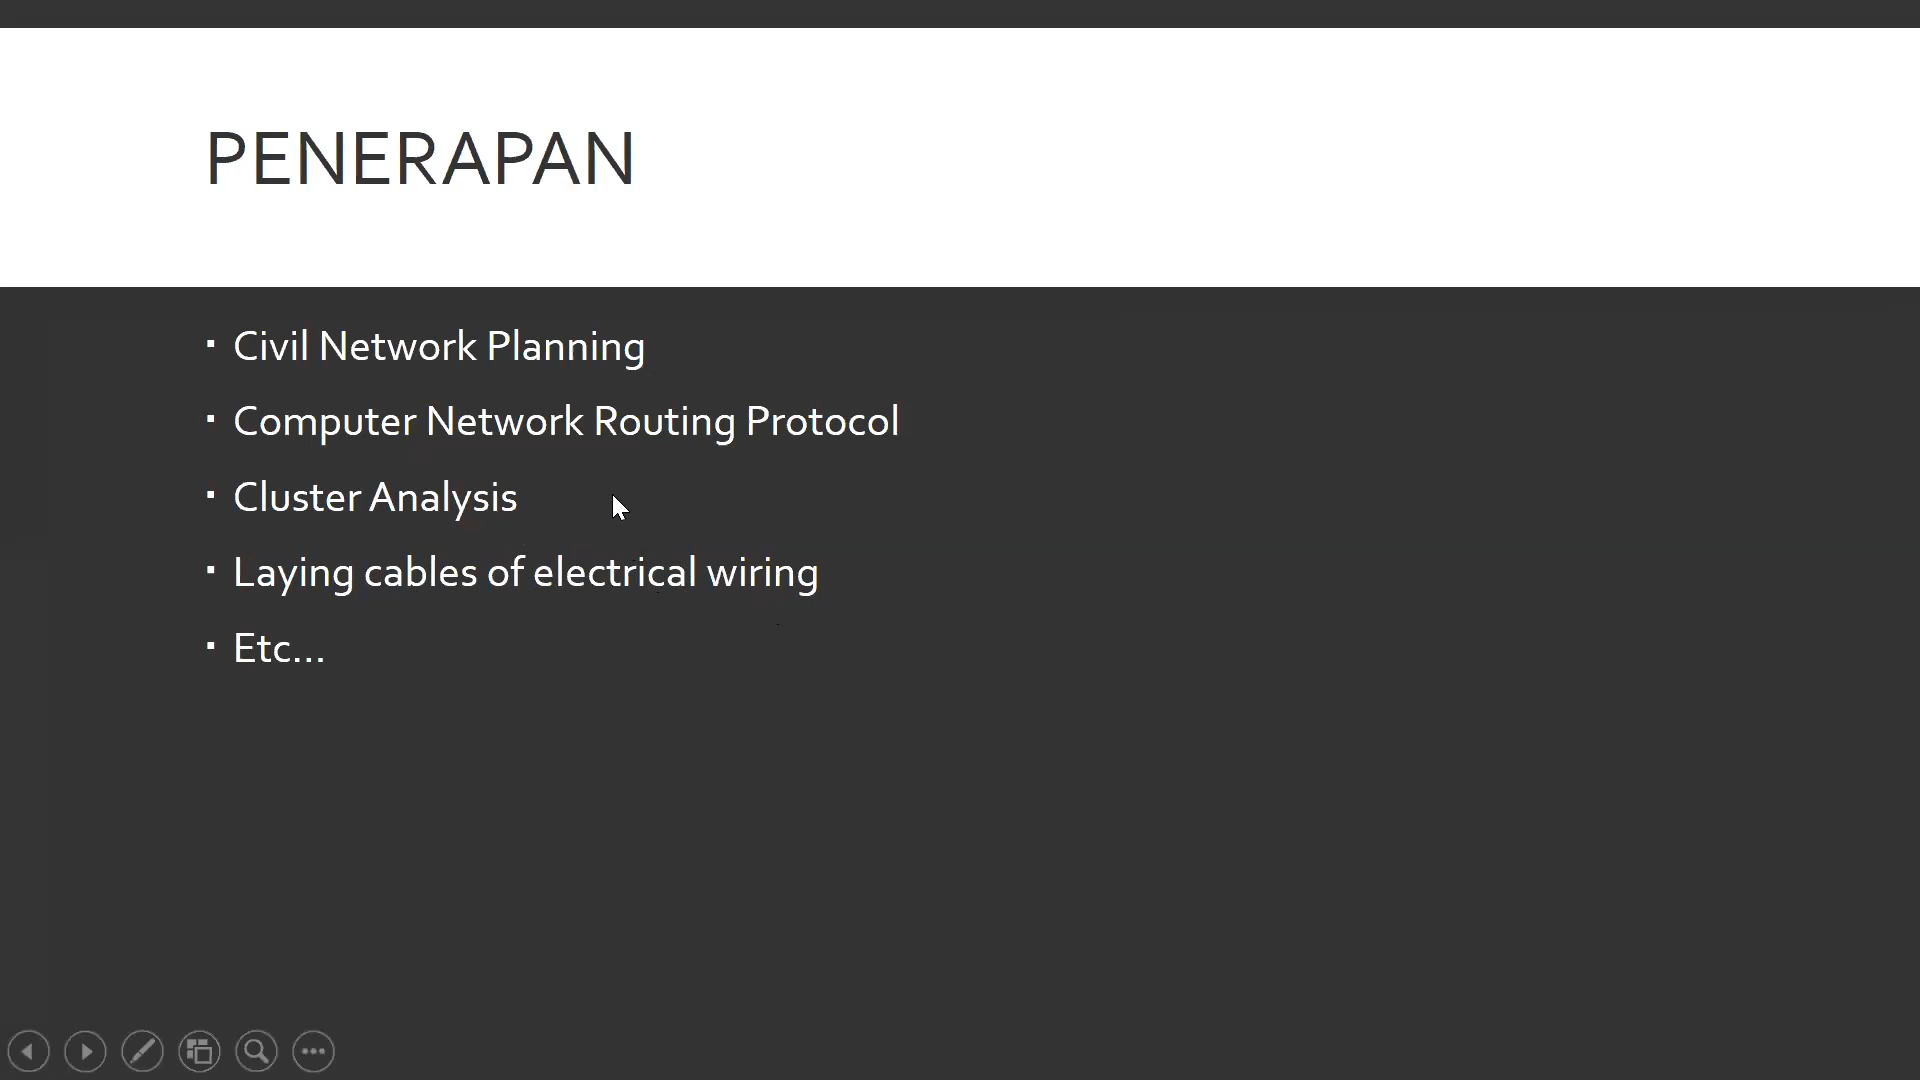 PENERAPAN
▪ Civil Network Planning
▪ Computer Network Routing Protocol
▪ Cluster Analysis
▪ Laying cables of electrical wiring
▪ Etc...